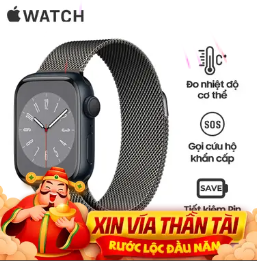 WATCH
C°
Đo nhiệt độ
cơ thể
SOS
Gọi cứu hộ
khẩn cấp
SAVE
Tiết kiệm Pin
XIN VÍA THẦN TÀI
RƯỚC LỘC ĐẦU NĂM